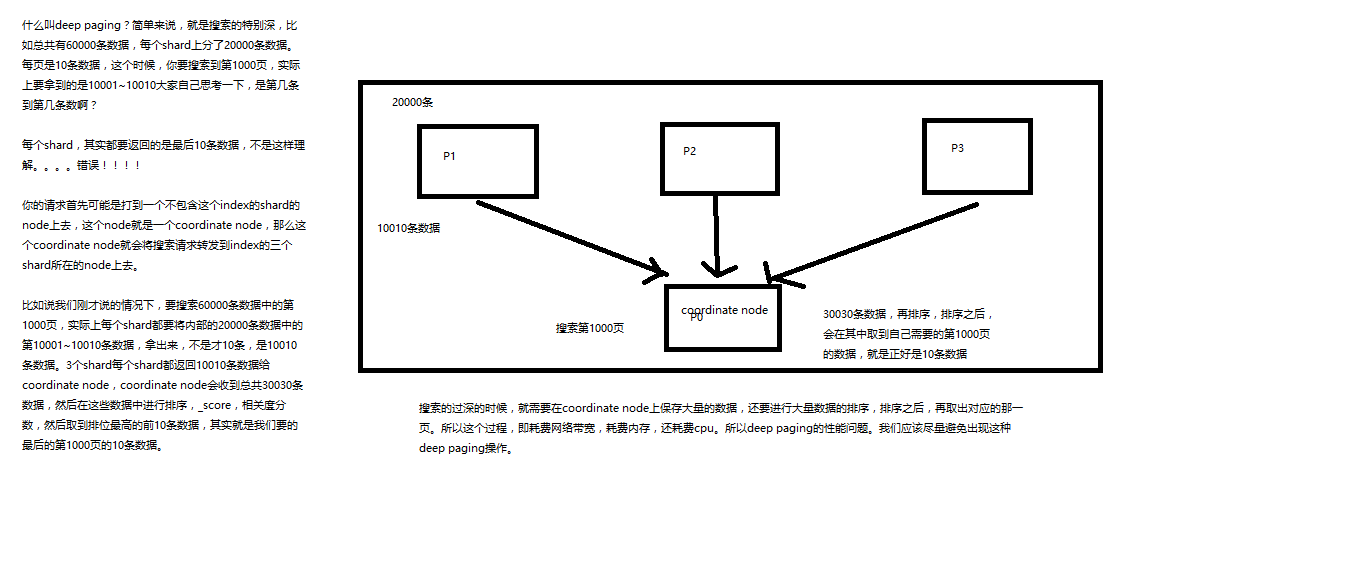 什么叫deep paging？简单来说，就是搜索的特别深，比
如总共有60000条数据，每个shard上分了20000条数据。
每页是10条数据，这个时候，你要搜索到第1000页，实际
上要拿到的是10001~10010大家自己思考一下，是第几条
到第几条数啊？
每个shard，其实都要返回的是最后10条数据，不是这样理
解。。。。错误！！！！
你的请求首先可能是打到一个不包含这个index的shard的
node上去，这个node就是一个coordinate node，那么这
个coordinate node就会将搜索请求转发到index的三个
shard所在的node上去。
比如说我们刚才说的情况下，要搜索60000条数据中的第
1000页，实际上每个shard都要将内部的20000条数据中的
第10001~10010条数据，拿出来，不是才10条，是10010
条数据。3个shard每个shard都返回10010条数据给
coordinate node，coordinate node会收到总共30030条
数据，然后在这些数据中进行排序，_score，相关度分
数，然后取到排位最高的前10条数据，其实就是我们要的
最后的第1000页的10条数据。
20000条
P1
P2
P3
10010条数据
coordinate node
P0
搜索第1000页
30030条数据，再排序，排序之后，
会在其中取到自己需要的第1000页
的数据，就是正好是10条数据
搜索的过深的时候，就需要在coordinate node上保存大量的数据，还要进行大量数据的排序，排序之后，再取出对应的那一
页。所以这个过程，即耗费网络带宽，耗费内存，还耗费cpu。所以deep paging的性能问题。我们应该尽量避免出现这种
deep paging操作。